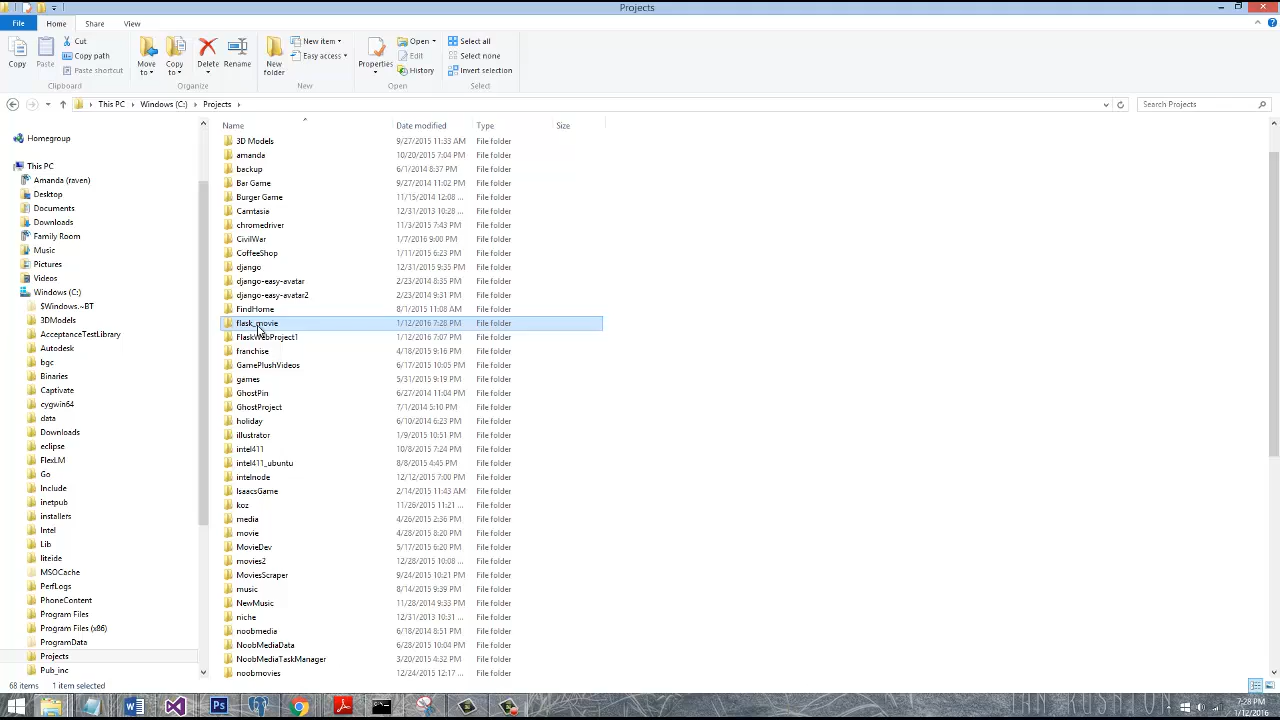 Projects
File
Home
Share
View
Copy
Paste
Cut
Copy path
Paste shortcut
Clipboard
Move to
Copy to
Delete
Rename
Organize
New folder
New item
Easy access
New
Properties
Open
Edit
History
Open
Select all
Select none
Invert selection
Select
This PC
Windows (C:)
Projects
Search Projects
Homegroup
This PC
Amanda (raven)
Desktop
Documents
Downloads
Family Room
Music
Pictures
Videos
Windows (C:)
$Windows.~BT
3DModels
AcceptanceTestLibrary
Autodesk
bgc
Binaries
Captivate
cygwin64
data
Downloads
eclipse
FlexLM
Go
Include
inetpub
installers
Intel
Lib
liteide
MSOCache
PerfLogs
PhoneContent
Program Files
Program Files (x86)
ProgramData
Projects
Pub_inc
Name Date modified Type Size
3D Models 9/27/2015 11:33 AM File folder
amanda 10/20/2015 7:04 PM File folder
backup 6/1/2014 8:37 PM File folder
Bar Game 9/27/2014 11:02 PM File folder
Burger Game 11/15/2014 12:08 ... File folder
Camtasia 12/31/2013 10:28 ... File folder
chromedriver 11/3/2015 7:43 PM File folder
CivilWar 1/7/2016 9:00 PM File folder
CoffeeShop 1/11/2015 6:23 PM File folder
django 12/31/2015 9:35 PM File folder
django-easy-avatar 2/23/2014 8:35 PM File folder
django-easy-avatar2 2/23/2014 9:31 PM File folder
FindHome 8/1/2015 11:08 AM File folder
flask_movie 1/12/2016 7:28 PM File folder
FlaskWebProject1 1/12/2016 7:07 PM File folder
franchise 4/18/2015 9:16 PM File folder
GamePlushVideos 6/17/2015 10:05 PM File folder
games 5/31/2015 9:19 PM File folder
GhostPin 6/27/2014 11:04 PM File folder
GhostProject 7/1/2014 5:10 PM File folder
holiday 6/10/2014 6:23 PM File folder
illustrator 1/9/2015 10:51 PM File folder
intel411 10/8/2015 7:24 PM File folder
intel411_ubuntu 8/8/2015 4:45 PM File folder
intelnode 12/12/2015 7:00 PM File folder
IsaacsGame 2/14/2015 11:43 AM File folder
koz 11/26/2015 11:21 ... File folder
media 4/26/2015 2:36 PM File folder
movie 4/28/2015 8:20 PM File folder
MovieDev 5/17/2015 6:20 PM File folder
movies2 12/28/2015 10:08 ... File folder
MoviesScraper 9/24/2015 10:21 PM File folder
music 8/14/2015 9:39 PM File folder
NewMusic 11/28/2014 9:33 PM File folder
niche 12/31/2013 10:31 ... File folder
noobmedia 6/18/2014 8:51 PM File folder
NoobMediaData 6/28/2015 10:04 PM File folder
NoobMediaTaskManager 3/20/2015 4:32 PM File folder
noobmovies 12/24/2015 12:17 ... File folder
68 items 1 item selected
7:28 PM
1/12/2016